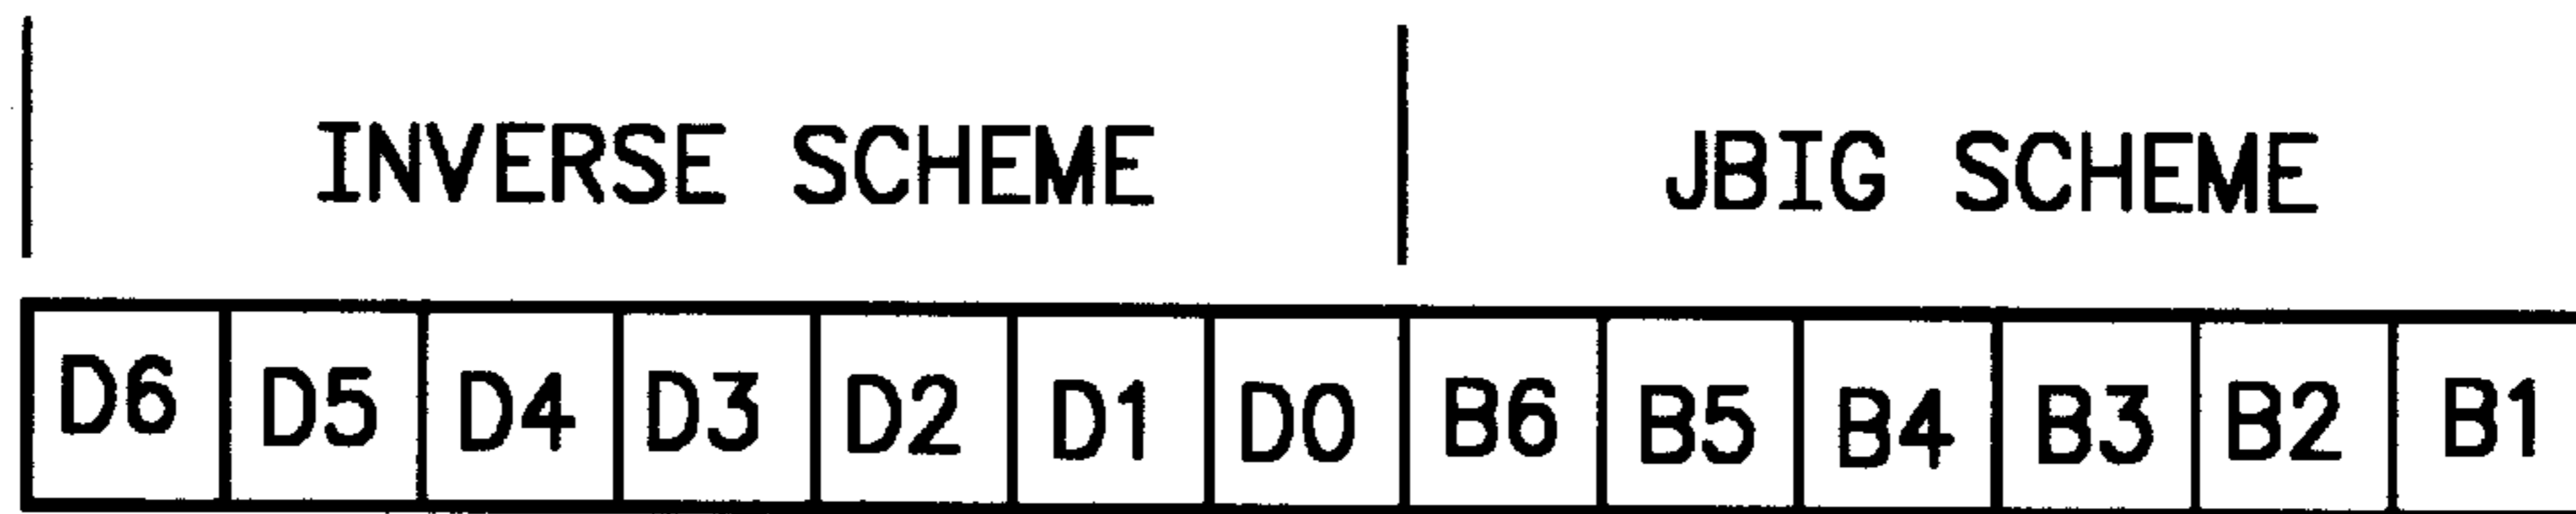 INVERSE SCHEME JBIG SCHEME
D6 D5 D4 D3 D2 D1 D0 B6 B5 B4 B3 B2 B1